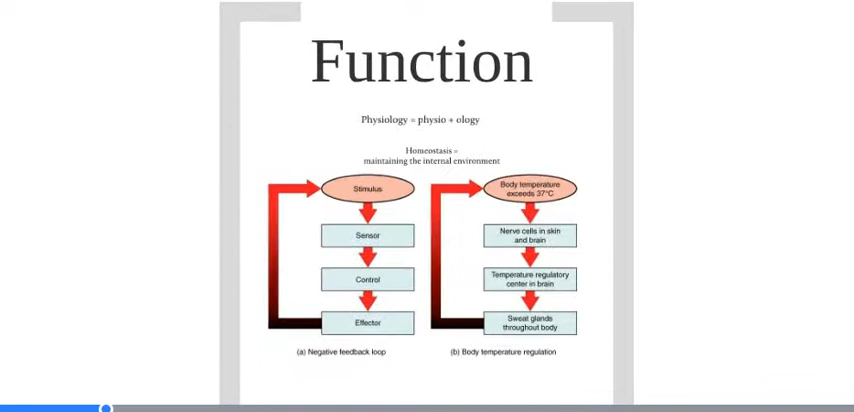 Function
Physiology = physio + ology
Homeostasis =
maintaining the internal environment
Stimulus
Sensor
Control
Effector
(a) Negative feedback loop
Body temperature
exceeds 37°C
Nerve cells in skin
and brain
Temperature regulatory
center in brain
Sweat glands
throughout body
(b) Body temperature regulation